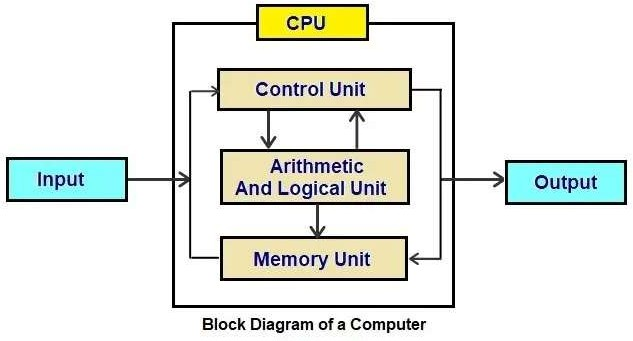 CPU
Control Unit
Arithmetic
And Logical Unit
Input
Output
Memory Unit
Block Diagram of a Computer